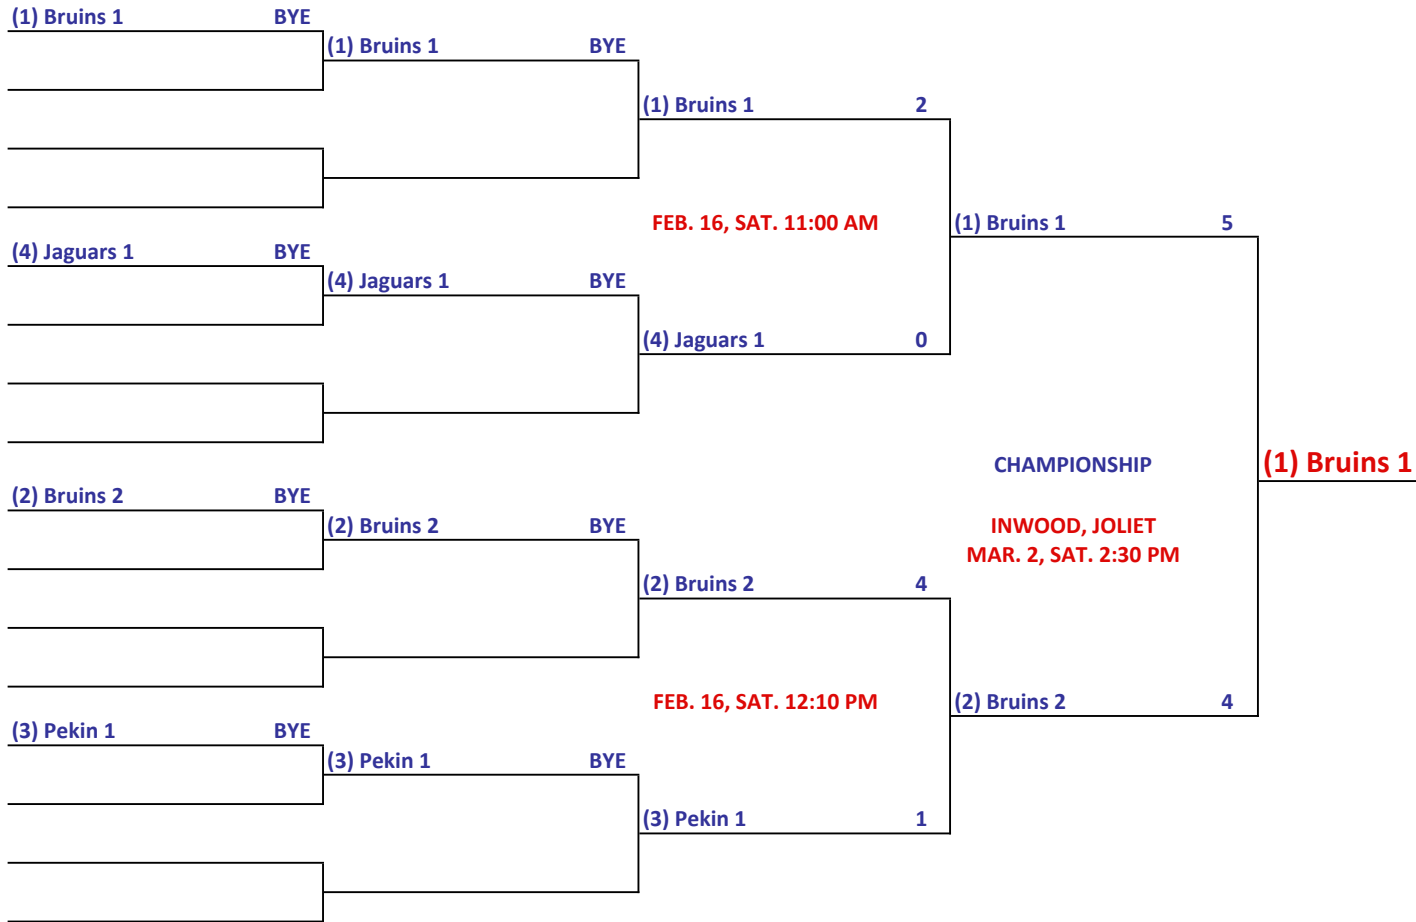 (1) Bruins 1 BYE
(1) Bruins 1 BYE
(1) Bruins 1 2
FEB. 16, SAT. 11:00 AM
(1) Bruins 1 5
(4) Jaguars 1 BYE
(4) Jaguars 1 BYE
(4) Jaguars 1 0
CHAMPIONSHIP
(1) Bruins 1
(2) Bruins 2 BYE
(2) Bruins 2 BYE
INWOOD, JOLIET
MAR. 2, SAT. 2:30 PM
(2) Bruins 2 4
FEB. 16, SAT. 12:10 PM
(2) Bruins 2 4
(3) Pekin 1 BYE
(3) Pekin 1 BYE
(3) Pekin 1 1